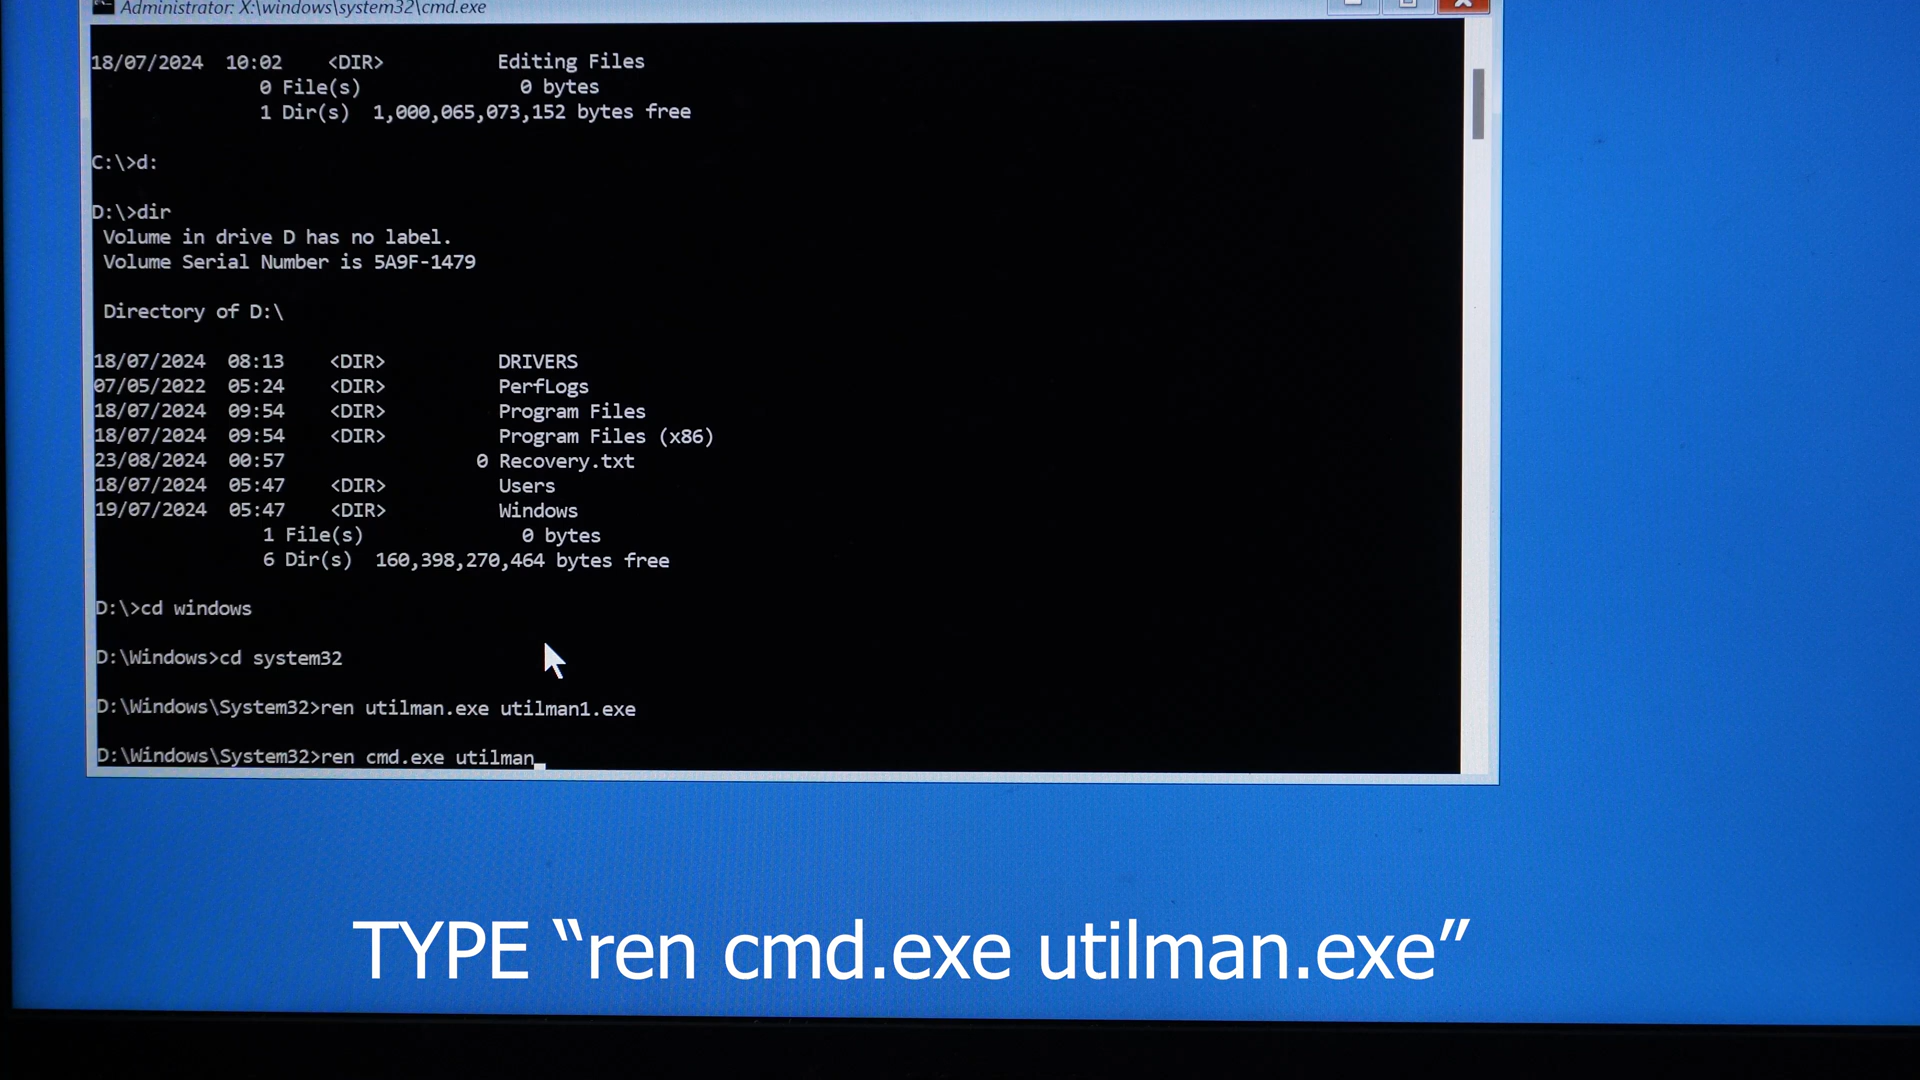 Administrator: X:\windows\system32\cmd.exe
18/07/2024  10:02    <DIR>          Editing Files
               0 File(s)              0 bytes
               1 Dir(s)  1,000,065,073,152 bytes free
C:\>d:
D:\>dir
 Volume in drive D has no label.
 Volume Serial Number is 5A9F-1479
 Directory of D:\
18/07/2024  08:13    <DIR>          DRIVERS
07/05/2022  05:24    <DIR>          PerfLogs
18/07/2024  09:54    <DIR>          Program Files
18/07/2024  09:54    <DIR>          Program Files (x86)
23/08/2024  00:57                 0 Recovery.txt
18/07/2024  05:47    <DIR>          Users
19/07/2024  05:47    <DIR>          Windows
               1 File(s)              0 bytes
               6 Dir(s)  160,398,270,464 bytes free
D:\>cd windows
D:\Windows>cd system32
D:\Windows\System32>ren utilman.exe utilman1.exe
D:\Windows\System32>ren cmd.exe utilman_
TYPE “ren cmd.exe utilman.exe”